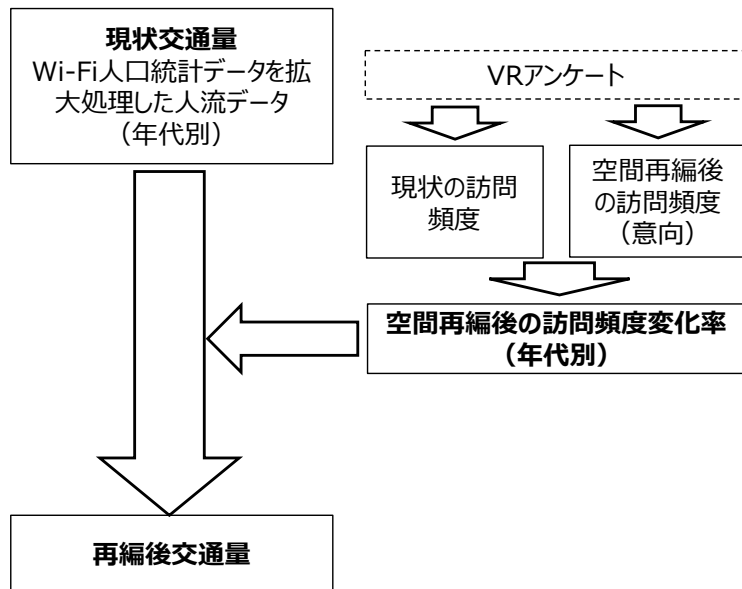 現状交通量
Wi-Fi人口統計データを拡
大処理した人流データ
（年代別）
VRアンケート
現状の訪問
頻度
空間再編後
の訪問頻度
（意向）
空間再編後の訪問頻度変化率
（年代別）
再編後交通量